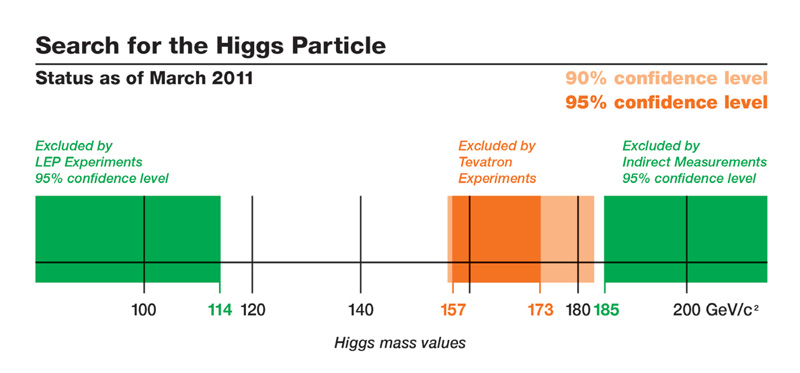 Search for the Higgs Particle
Status as of March 2011
90% confidence level
95% confidence level
Excluded by
LEP Experiments
95% confidence level
Excluded by
Tevatron
Experiments
Excluded by
Indirect Measurements
95% confidence level
100 114 120 140 157 173 180 185 200 GeV/c²
Higgs mass values